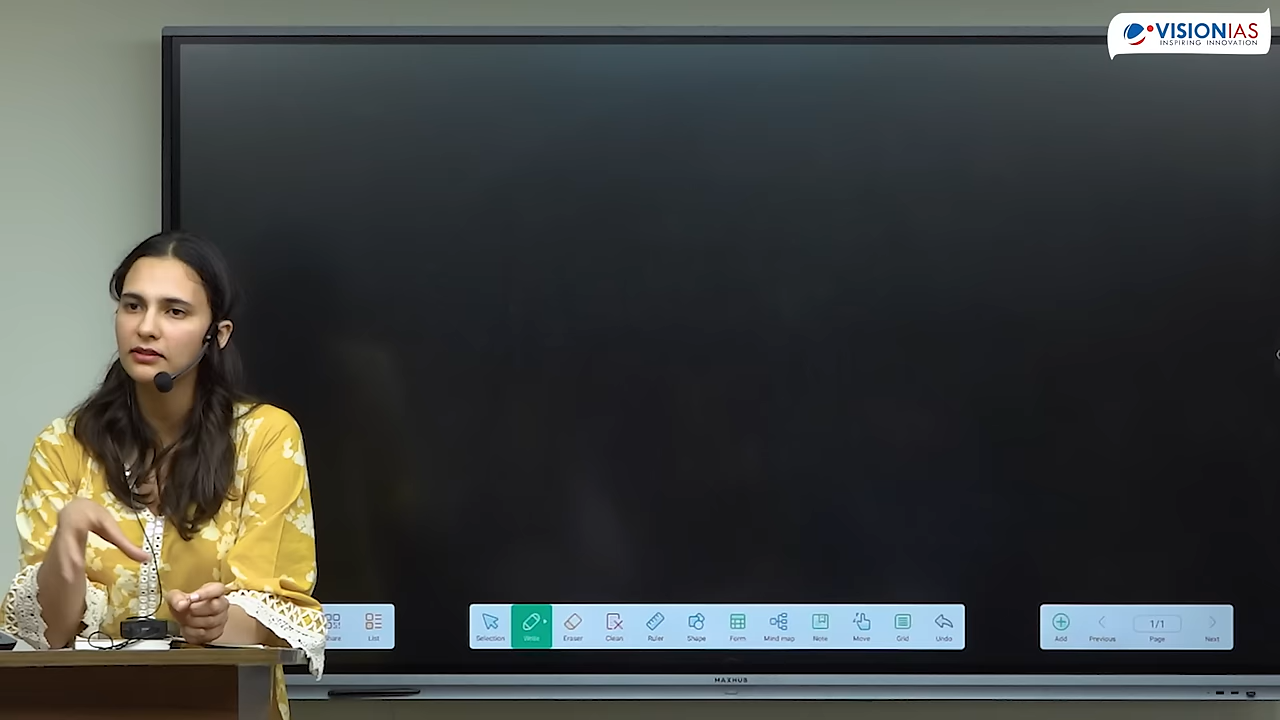 VISIONIAS
INSPIRING INNOVATION
Share
List
Selection
Write
Eraser
Clean
Ruler
Shape
Form
Mind map
Note
Move
Grid
Undo
Add
Previous
1/1
Page
Next
MAXHUB